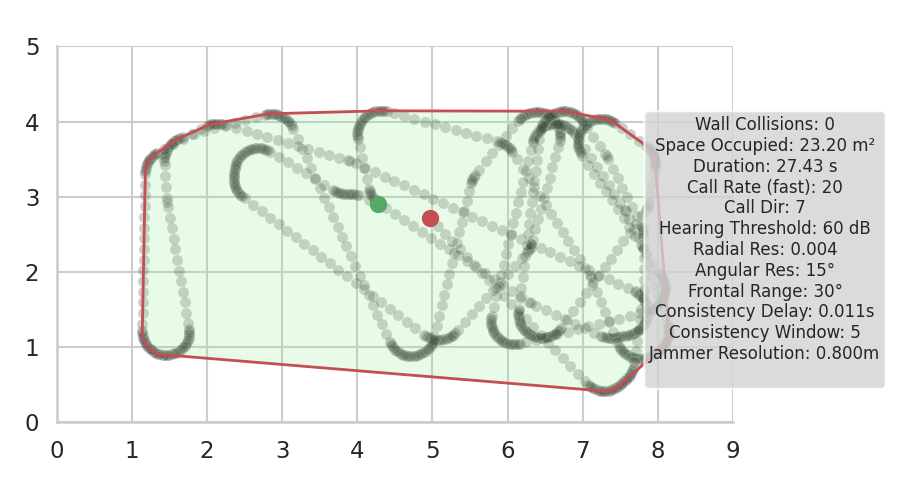 5
4
3
2
1
0
0 1 2 3 4 5 6 7 8 9
Wall Collisions: 0
Space Occupied: 23.20 m²
Duration: 27.43 s
Call Rate (fast): 20
Call Dir: 7
Hearing Threshold: 60 dB
Radial Res: 0.004
Angular Res: 15°
Frontal Range: 30°
Consistency Delay: 0.011s
Consistency Window: 5
Jammer Resolution: 0.800m